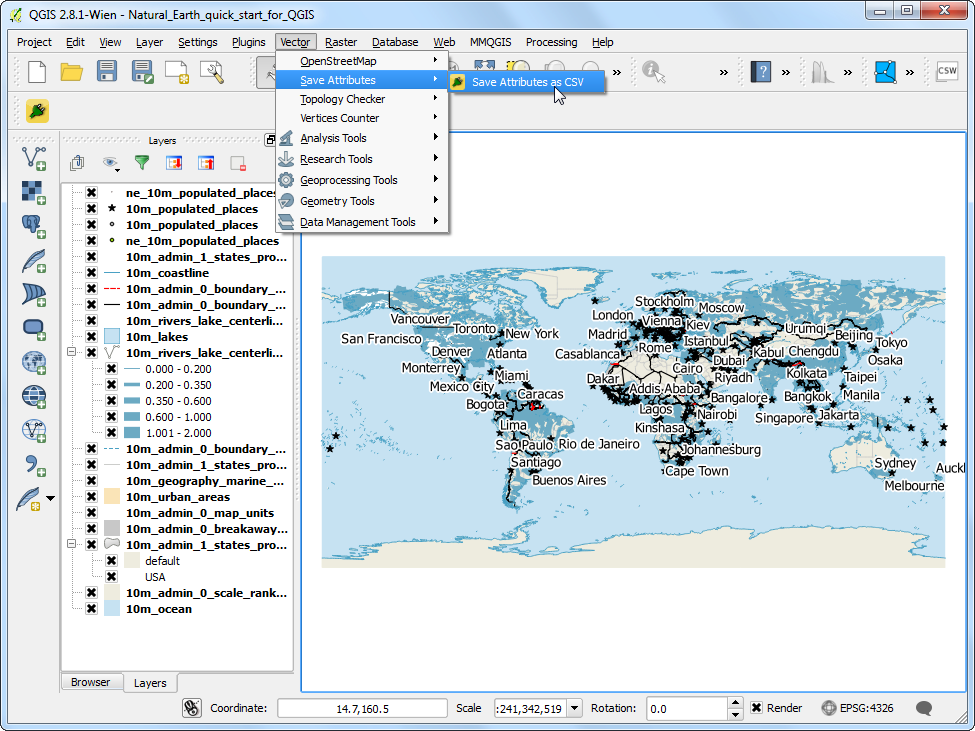 QGIS 2.8.1-Wien - Natural_Earth_quick_start_for_QGIS
Project Edit View Layer Settings Plugins Vector Raster Database Web MMQGIS Processing Help
OpenStreetMap
Save Attributes
Save Attributes as CSV
Topology Checker
Vertices Counter
Analysis Tools
Research Tools
Geoprocessing Tools
Geometry Tools
Data Management Tools
» » » » » CSW
Layers
ne_10m_populated_places
10m_populated_places
10m_populated_places
ne_10m_populated_places
10m_admin_1_states_pro...
10m_coastline
10m_admin_0_boundary_...
10m_admin_0_boundary_...
10m_rivers_lake_centerli...
10m_lakes
10m_rivers_lake_centerli...
0.000 - 0.200
0.200 - 0.350
0.350 - 0.600
0.600 - 1.000
1.001 - 2.000
10m_admin_0_boundary_...
10m_admin_1_states_pro...
10m_geography_marine_...
10m_urban_areas
10m_admin_0_map_units
10m_admin_0_breakaway...
10m_admin_1_states_pro...
default
USA
10m_admin_0_scale_rank...
10m_ocean
Browser Layers
Stockholm
London Moscow
Vancouver Vienna Kiev
Toronto New York Madrid Urumqi Beijing
San Francisco Rome Istanbul Tokyo
Denver Atlanta Casablanca Kabul Chengdu
Monterrey Cairo Dubai Osaka
Miami Dakar Riyadh Kolkata Taipei
Mexico City Caracas Addis Ababa Bangalore Bangkok Manila
Bogota Lagos Nairobi Singapore Jakarta
Lima Kinshasa
Sao Paulo Rio de Janeiro Johannesburg
Santiago Cape Town Sydney Auckl
Buenos Aires Melbourne
Coordinate: 14.7,160.5 Scale :241,342,519 Rotation: 0.0 Render EPSG:4326